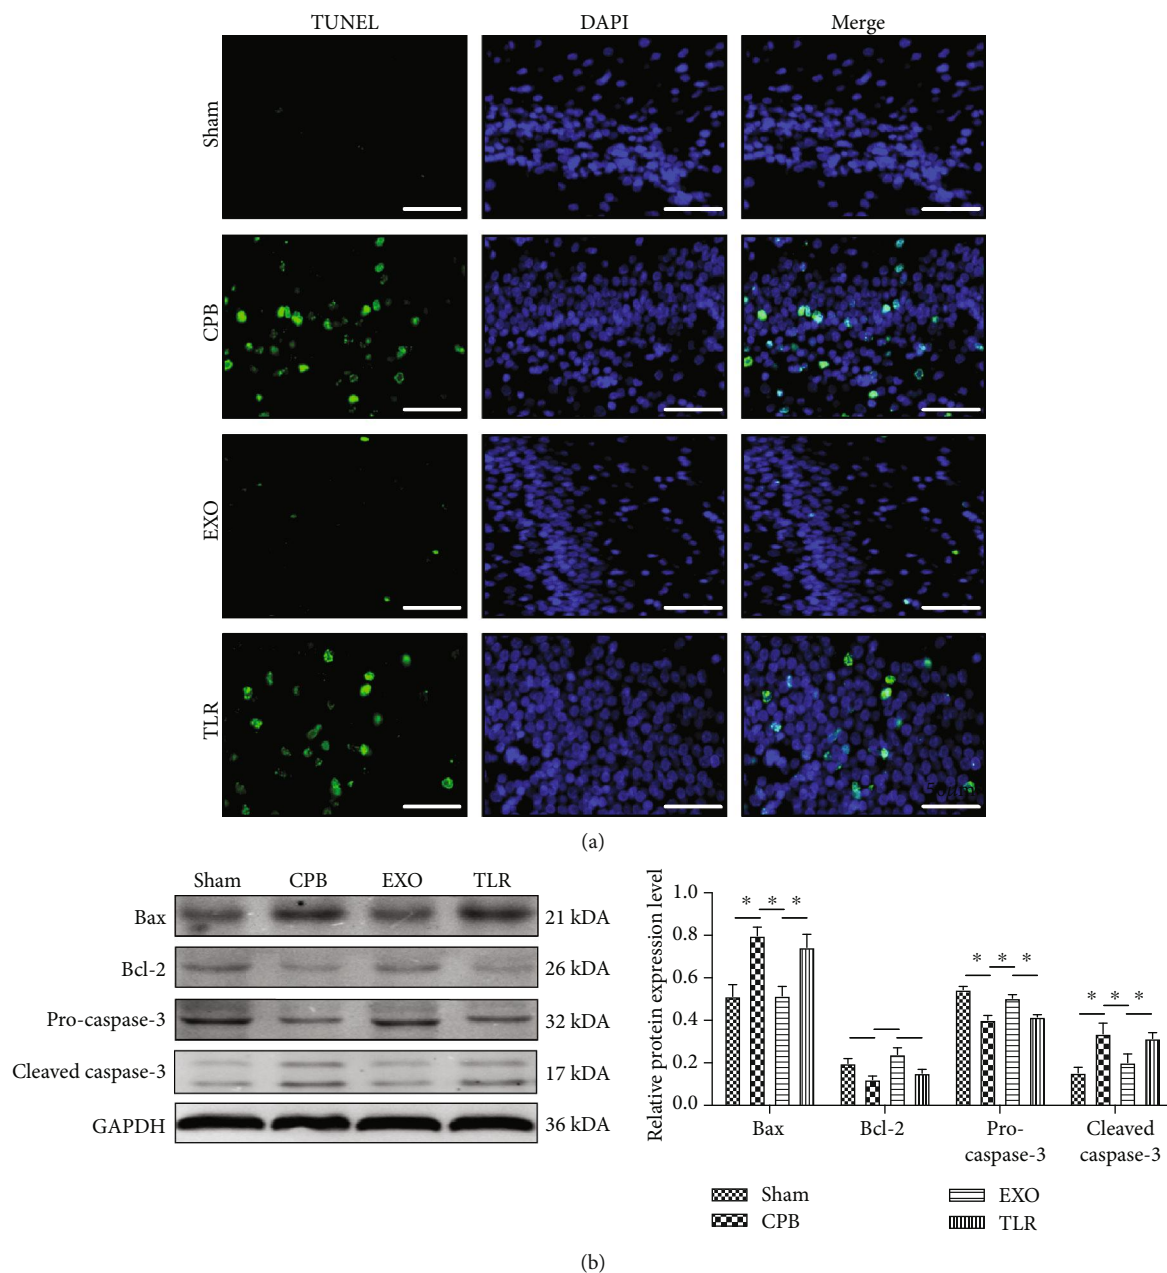 TUNEL DAPI Merge
Sham
CPB
EXO
TLR
50 μm
(a)
Sham CPB EXO TLR
Bax 21 kDA
Bcl-2 26 kDA
Pro-caspase-3 32 kDA
Cleaved caspase-3 17 kDA
GAPDH 36 kDA
Relative protein expression level
1.0
0.8
0.6
0.4
0.2
0.0
* * *
* * *
* * *
Bax Bcl-2 Pro-caspase-3 Cleaved caspase-3
Sham EXO
CPB TLR
(b)